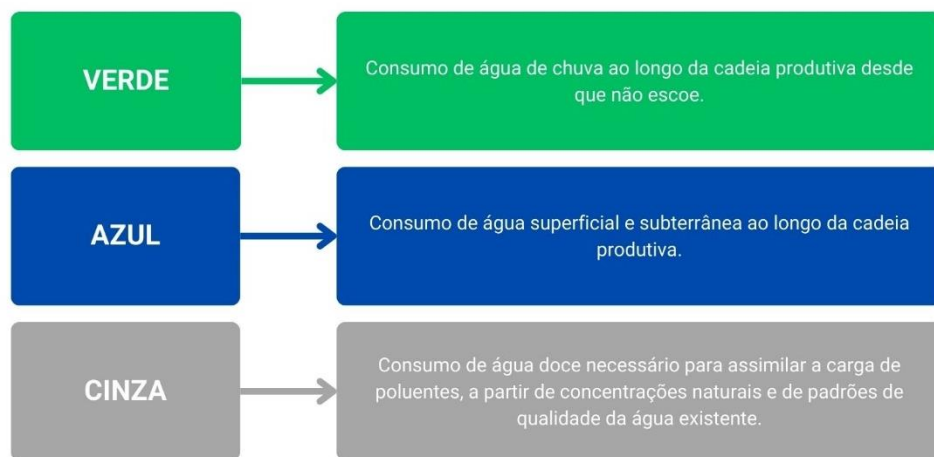 VERDE
Consumo de água de chuva ao longo da cadeia produtiva desde
que não escoe.
AZUL
Consumo de água superficial e subterrânea ao longo da cadeia
produtiva.
CINZA
Consumo de água doce necessário para assimilar a carga de
poluentes, a partir de concentrações naturais e de padrões de
qualidade da água existente.